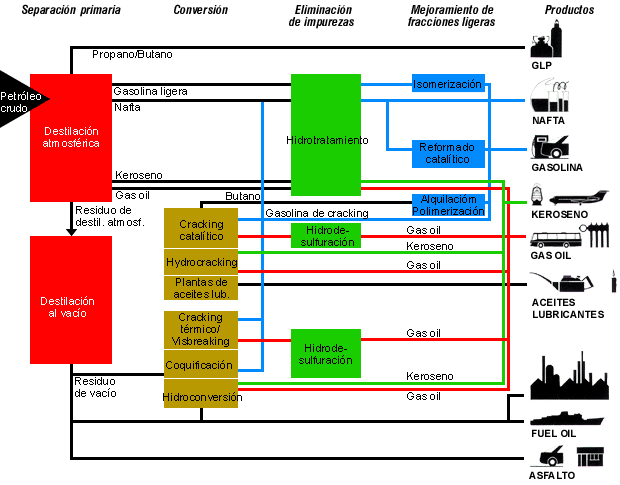 Separación primaria
Conversión
Eliminación
de impurezas
Mejoramiento de
fracciones ligeras
Productos
Propano/Butano
GLP
Petróleo
crudo
Destilación
atmosférica
Gasolina ligera
Nafta
Hidrotratamiento
Isomerización
NAFTA
Reformado
catalítico
GASOLINA
Keroseno
Gas oil
Butano
Alquilación
Polimerización
KEROSENO
Residuo de
destil. atmosf.
Cracking
catalítico
Gasolina de cracking
Hidrode-
sulfuración
Gas oil
Keroseno
GAS OIL
Hydrocracking
Gas oil
Plantas de
aceites lub.
ACEITES
LUBRICANTES
Destilación
al vacío
Cracking
térmico/
Visbreaking
Hidrode-
sulfuración
Gas oil
Coquificación
Residuo
de vacío
Keroseno
Hidroconversión
Gas oil
FUEL OIL
ASFALTO